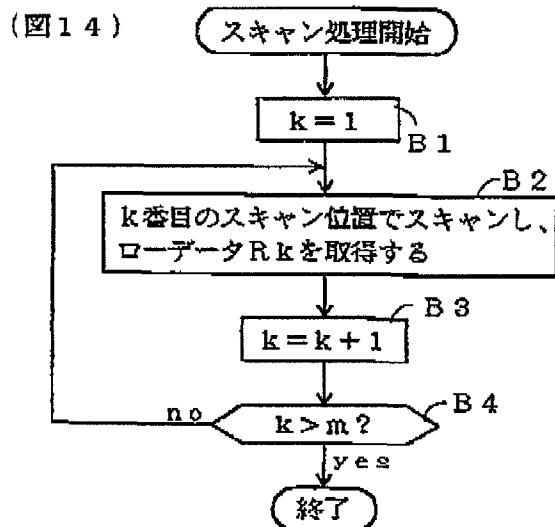 (図14)
スキャン処理開始
k=1
B1
B2
k番目のスキャン位置でスキャンし、
ローデータRkを取得する
B3
k=k+1
B4
no
k>m?
yes
終了